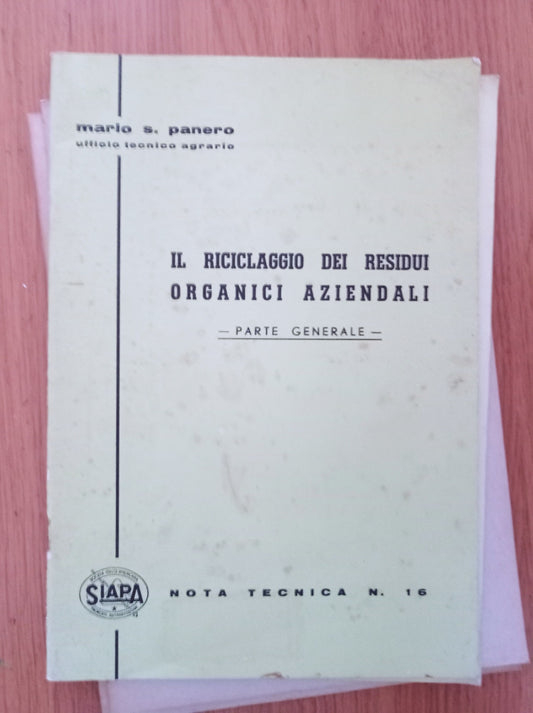 mario s. panero
ufficio tecnico agrario
IL RICICLAGGIO DEI RESIDUI
ORGANICI AZIENDALI
— PARTE GENERALE —
SIAPA
NOTA TECNICA N. 16